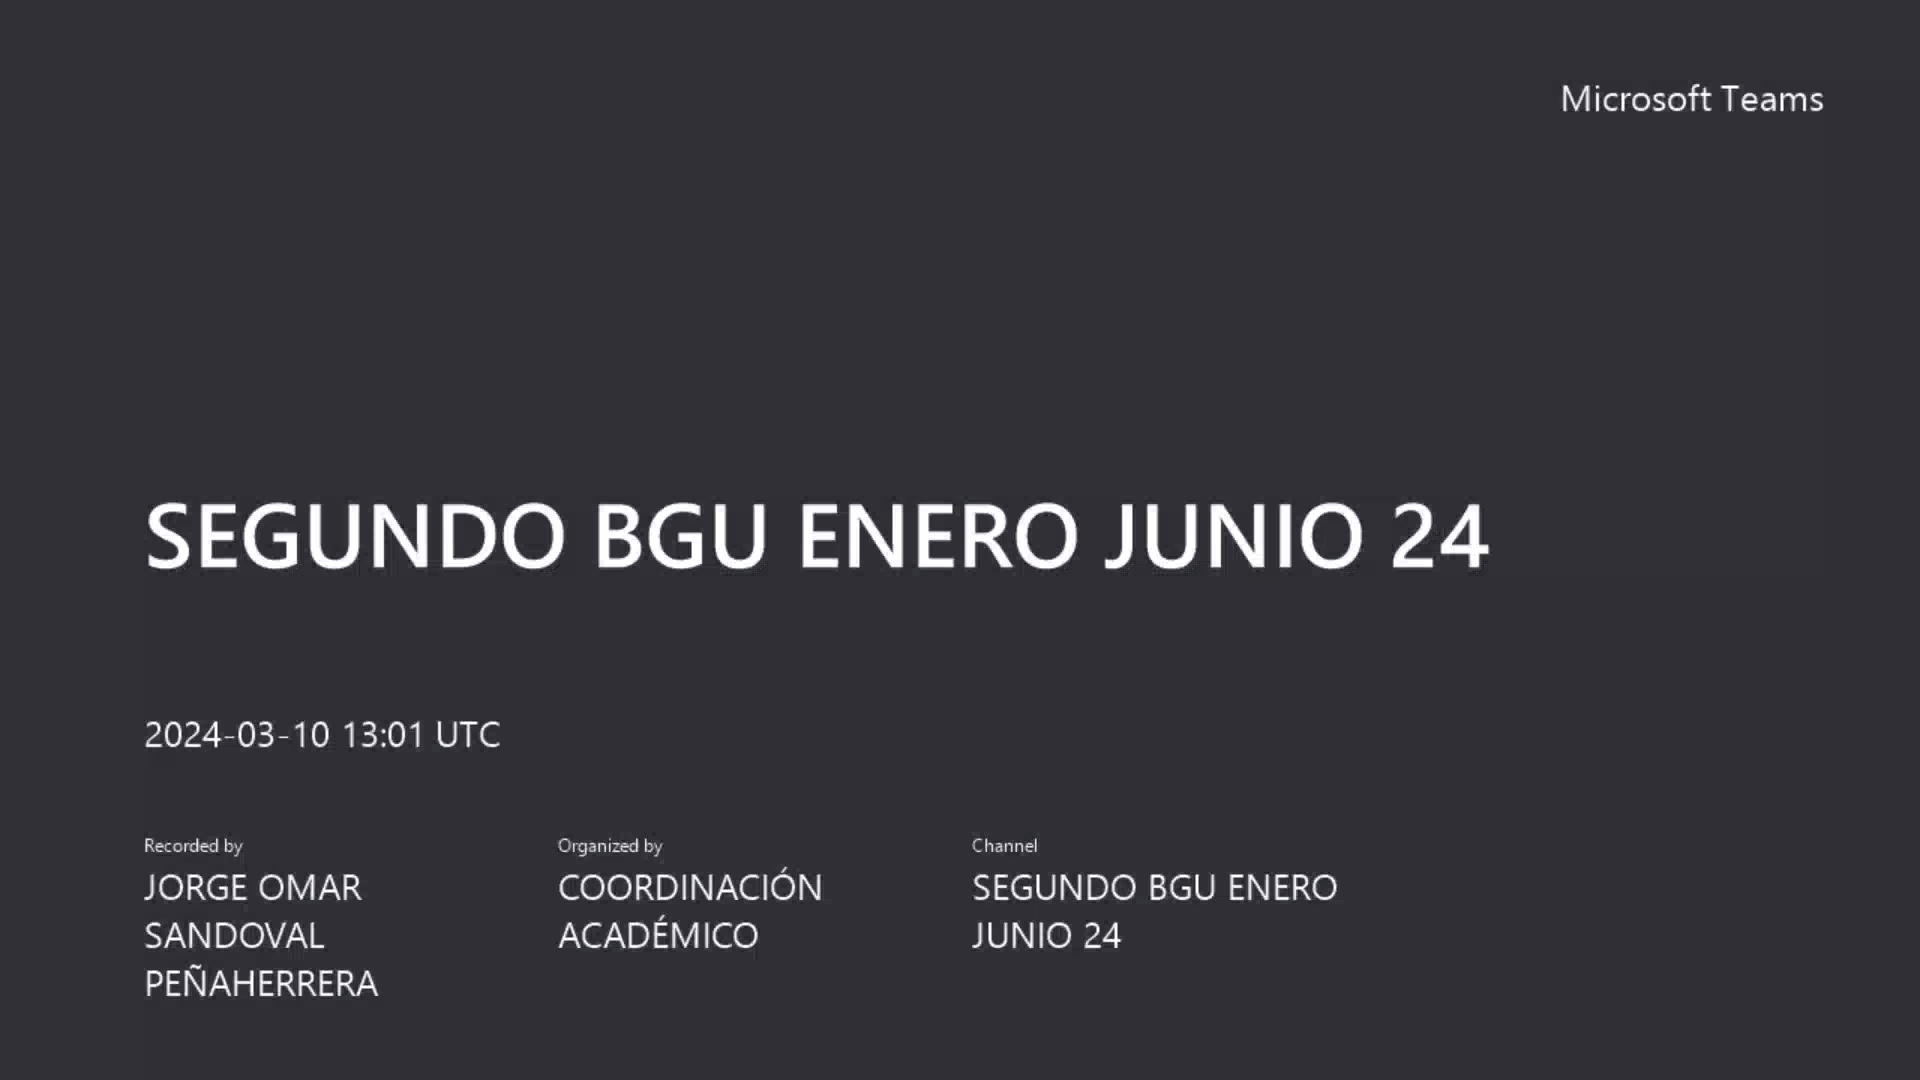 Microsoft Teams
SEGUNDO BGU ENERO JUNIO 24
2024-03-10 13:01 UTC
Recorded by
JORGE OMAR
SANDOVAL
PEÑAHERRERA
Organized by
COORDINACIÓN
ACADÉMICO
Channel
SEGUNDO BGU ENERO
JUNIO 24